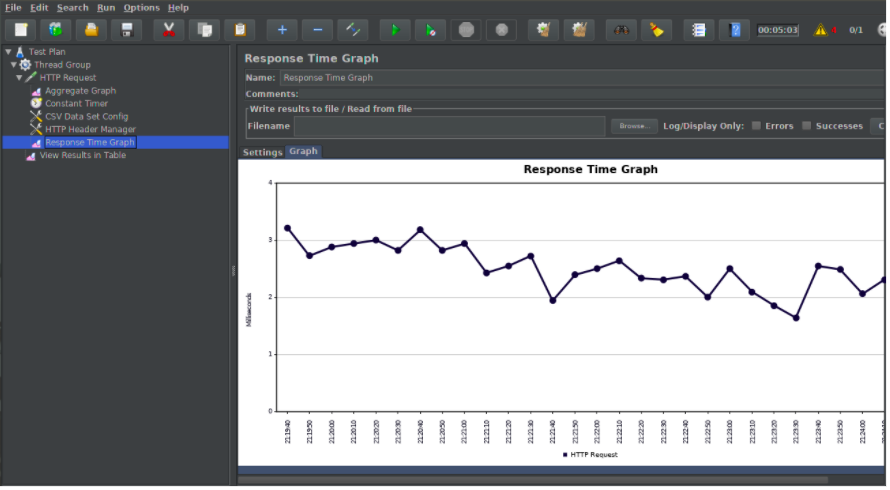 File Edit Search Run Options Help
00:05:03 4 0/1
Test Plan
Thread Group
HTTP Request
Aggregate Graph
Constant Timer
CSV Data Set Config
HTTP Header Manager
Response Time Graph
View Results in Table
Response Time Graph
Name: Response Time Graph
Comments:
Write results to file / Read from file
Filename Browse... Log/Display Only: Errors Successes C
Settings Graph
Response Time Graph
4
3
2
1
0
Milliseconds
21:19:40 21:19:50 21:20:00 21:20:10 21:20:20 21:20:30 21:20:40 21:20:50 21:21:00 21:21:10 21:21:20 21:21:30 21:21:40 21:21:50 21:22:00 21:22:10 21:22:20 21:22:30 21:22:40 21:22:50 21:23:00 21:23:10 21:23:20 21:23:30 21:23:40 21:23:50 21:24:00
HTTP Request